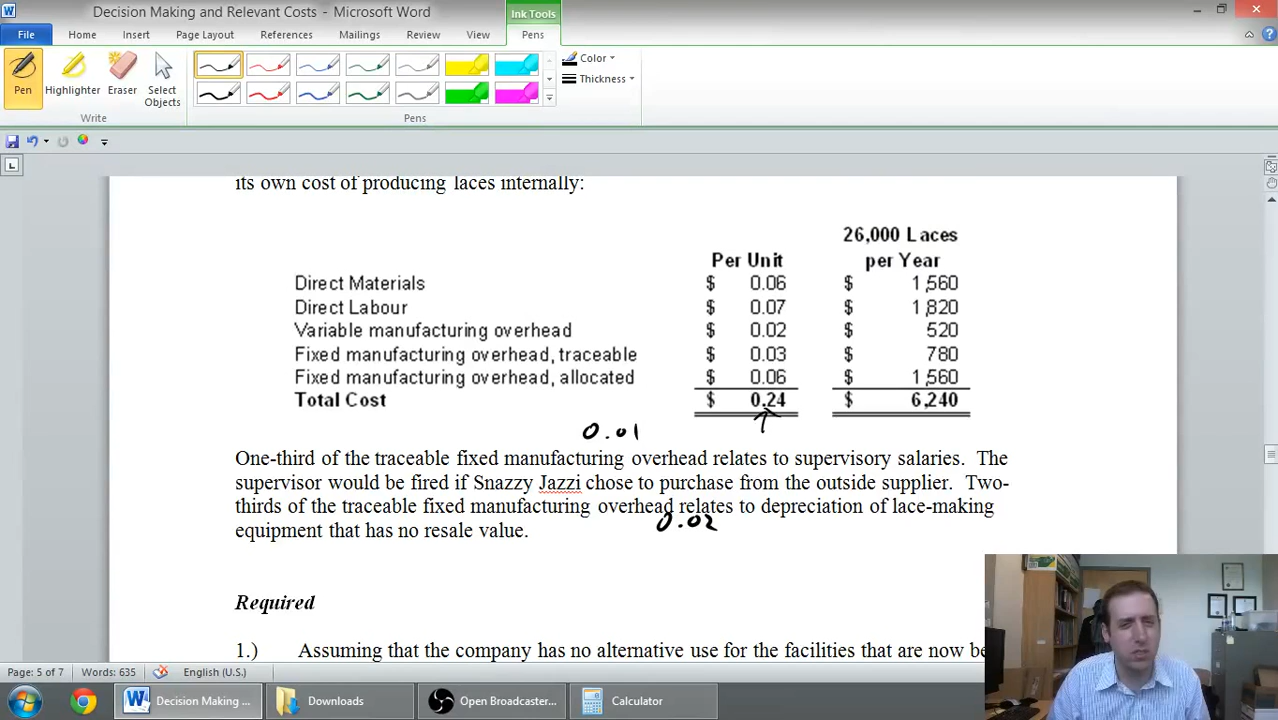 Decision Making and Relevant Costs - Microsoft Word
Ink Tools
File Home Insert Page Layout References Mailings Review View Pens
Pen
Highlighter
Eraser
Select Objects
Color
Thickness
Write
Pens
its own cost of producing laces internally:
26,000 Laces
Per Unit per Year
Direct Materials $ 0.06 $ 1,560
Direct Labour $ 0.07 $ 1,820
Variable manufacturing overhead $ 0.02 $ 520
Fixed manufacturing overhead, traceable $ 0.03 $ 780
Fixed manufacturing overhead, allocated $ 0.06 $ 1,560
Total Cost $ 0.24 $ 6,240
0.01
One-third of the traceable fixed manufacturing overhead relates to supervisory salaries. The
supervisor would be fired if Snazzy Jazzi chose to purchase from the outside supplier. Two-
thirds of the traceable fixed manufacturing overhead relates to depreciation of lace-making
0.02
equipment that has no resale value.
Required
1.) Assuming that the company has no alternative use for the facilities that are now be
Page: 5 of 7 Words: 635 English (U.S.)
Decision Making ... Downloads Open Broadcaster... Calculator